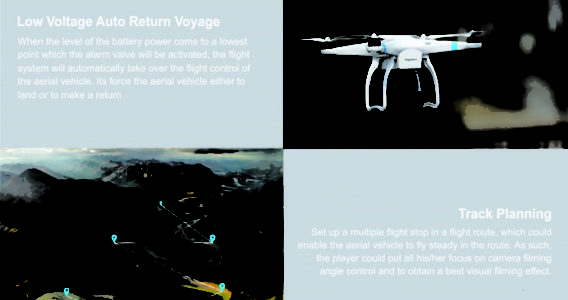 Low Voltage Auto Return Voyage
When the level of the battery power come to a lowest
point which the alarm valve will be activated, the flight
system will automatically take over the flight control of
the aerial vehicle. Its force the aerial vehicle either to
land or to make a return
Track Planning
Set up a multiple flight stop in a flight route, which could
enable the aerial vehicle to fly steady in the route. As such,
the player could put all his/her focus on camera filming
angle control and to obtain a best visual filming effect.